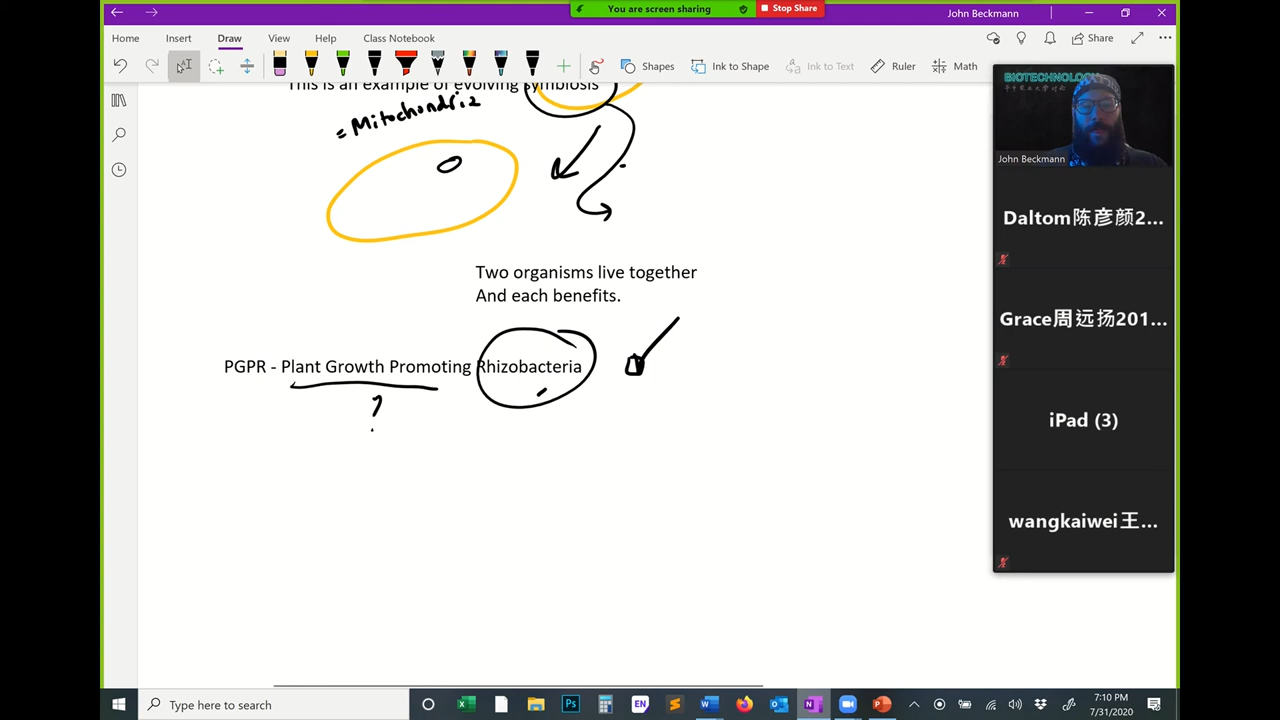 You are screen sharing
Stop Share
John Beckmann
Home
Insert
Draw
View
Help
Class Notebook
Share
Shapes
Ink to Shape
Ink to Text
Ruler
Math
This is an example of evolving symbiosis
= Mitochondria
Two organisms live together
And each benefits.
PGPR - Plant Growth Promoting Rhizobacteria
?
BIOTECHNOLOGY
John Beckmann
Daltom陈彦颜2...
Grace周远扬201...
iPad (3)
wangkaiwei王...
Type here to search
EN
7:10 PM
7/31/2020